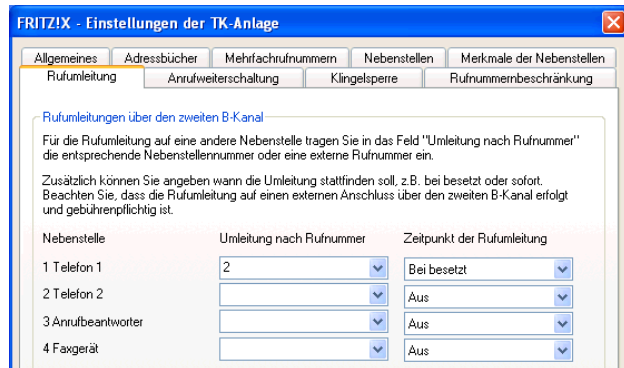 FRITZ!X - Einstellungen der TK-Anlage
Allgemeines Adressbücher Mehrfachrufnummern Nebenstellen Merkmale der Nebenstellen
Rufumleitung Anrufweiterschaltung Klingelsperre Rufnummernbeschränkung
Rufumleitungen über den zweiten B-Kanal
Für die Rufumleitung auf eine andere Nebenstelle tragen Sie in das Feld "Umleitung nach Rufnummer"
die entsprechende Nebenstellennummer oder eine externe Rufnummer ein.
Zusätzlich können Sie angeben wann die Umleitung stattfinden soll, z.B. bei besetzt oder sofort.
Beachten Sie, dass die Rufumleitung auf einen externen Anschluss über den zweiten B-Kanal erfolgt
und gebührenpflichtig ist.
Nebenstelle Umleitung nach Rufnummer Zeitpunkt der Rufumleitung
1 Telefon 1 2 Bei besetzt
2 Telefon 2 Aus
3 Anrufbeantworter Aus
4 Faxgerät Aus